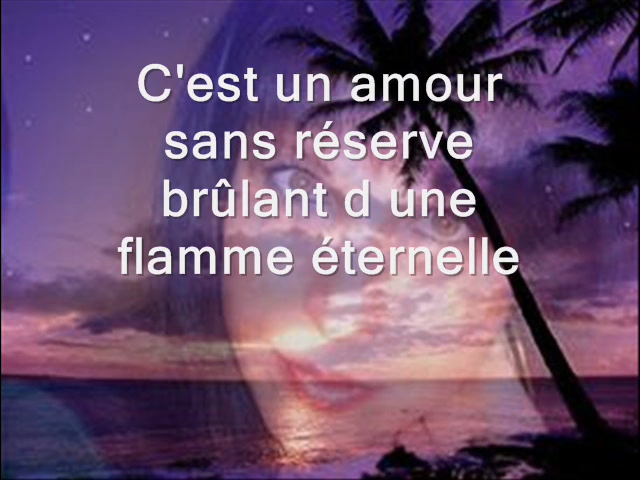 C'est un amour
sans réserve
brûlant d une
flamme éternelle